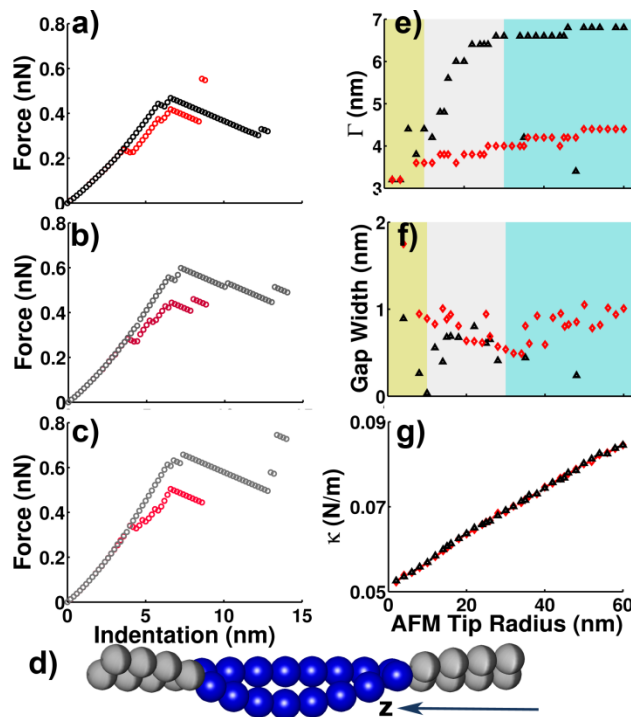 a)
Force (nN)
0.8
0.6
0.4
0.2
0
b)
Force (nN)
0.8
0.6
0.4
0.2
0
c)
Force (nN)
0.8
0.6
0.4
0.2
0
0 5 10 15
Indentation (nm)
d)
z
e)
Γ (nm)
7
6
5
4
3
f)
Gap Width (nm)
2
1
0
g)
κ (N/m)
0.09
0.07
0.05
0 20 40 60
AFM Tip Radius (nm)